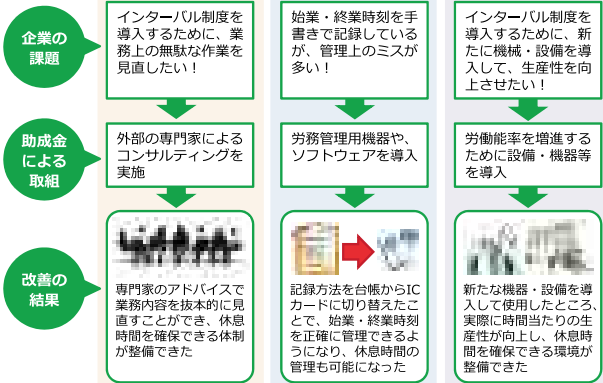 企業の
課題
インターバル制度を
導入するために、業
務上の無駄な作業を
見直したい！
始業・終業時刻を手
書きで記録している
が、管理上のミスが
多い！
インターバル制度を
導入するために、新
たに機械・設備を導
入して、生産性を向
上させたい！
助成金
による
取組
外部の専門家による
コンサルティングを
実施
労務管理用機器や、
ソフトウェアを導入
労働能率を増進する
ために設備・機器等
を導入
改善の
結果
専門家のアドバイスで
業務内容を抜本的に見
直すことができ、休息
時間を確保できる体制
が整備できた
記録方法を台帳からIC
カードに切り替えたこ
とで、始業・終業時刻
を正確に管理できるよ
うになり、休息時間の
管理も可能になった
新たな機器・設備を導
入して使用したところ、
実際に時間当たりの生
産性が向上し、休息時
間を確保できる環境が
整備できた